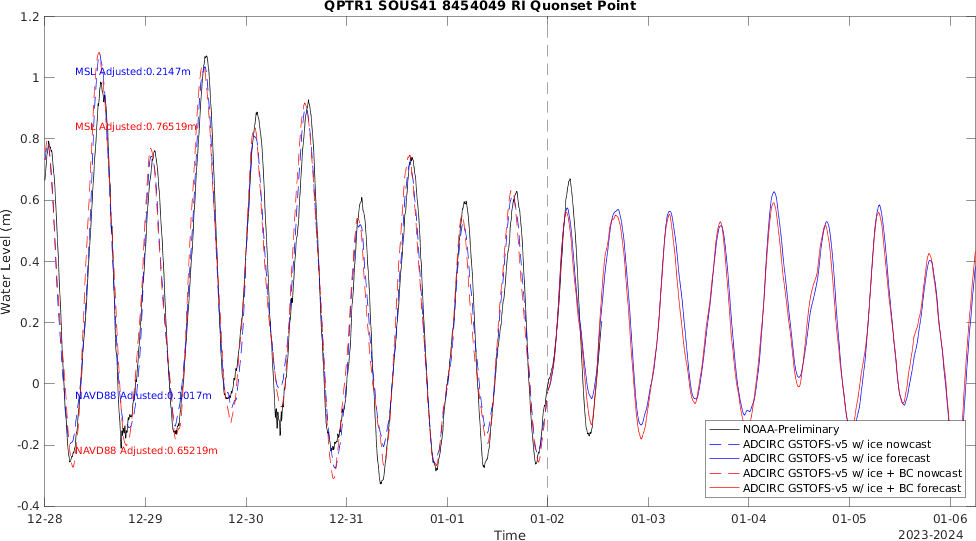 QPTR1 SOUS41 8454049 RI Quonset Point
1.2
1
0.8
0.6
0.4
0.2
0
-0.2
-0.4
Water Level (m)
MSL Adjusted:0.2147m
MSL Adjusted:0.76519m
NAVD88 Adjusted:0.1017m
NAVD88 Adjusted:0.65219m
NOAA-Preliminary
ADCIRC GSTOFS-v5 w/ ice nowcast
ADCIRC GSTOFS-v5 w/ ice forecast
ADCIRC GSTOFS-v5 w/ ice + BC nowcast
ADCIRC GSTOFS-v5 w/ ice + BC forecast
12-28 12-29 12-30 12-31 01-01 01-02 01-03 01-04 01-05 01-06
Time
2023-2024